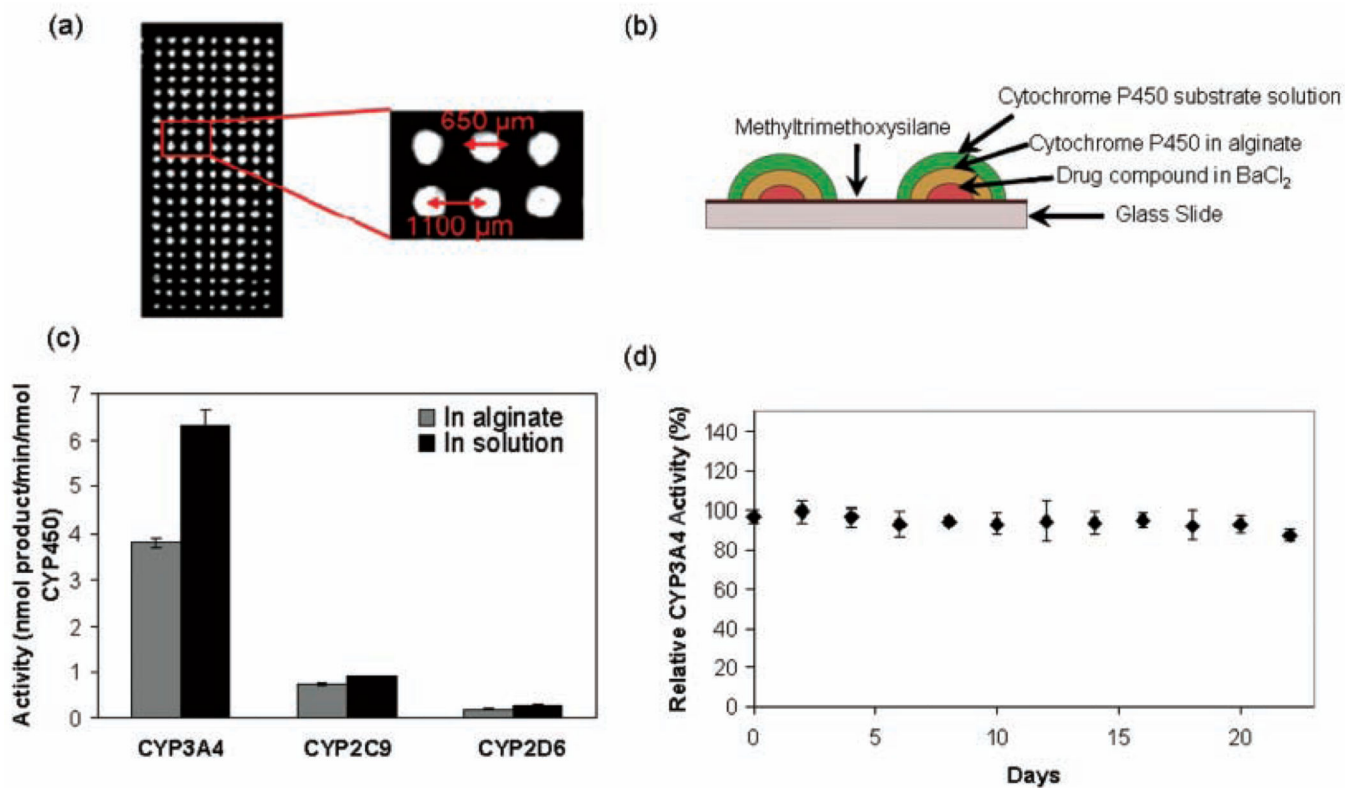 (a)
650 µm
1100 µm
(b)
Cytochrome P450 substrate solution
Methyltrimethoxysilane
Cytochrome P450 in alginate
Drug compound in BaCl₂
Glass Slide
(c)
Activity (nmol product/min/nmol
CYP450)
7
6
5
4
3
2
1
0
In alginate
In solution
CYP3A4 CYP2C9 CYP2D6
(d)
Relative CYP3A4 Activity (%)
140
120
100
80
60
40
20
0
0 5 10 15 20
Days